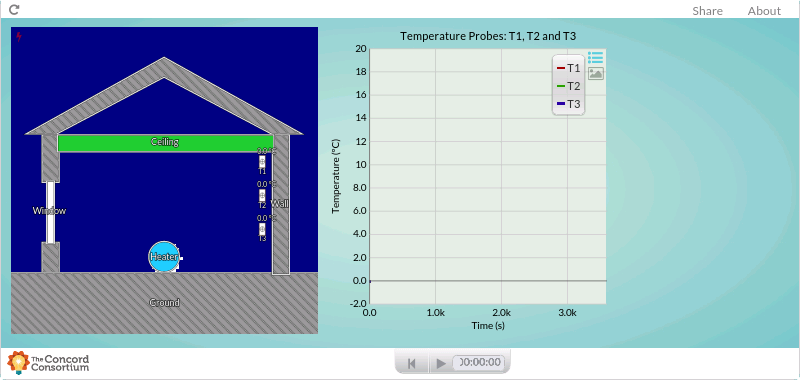 Share About
Temperature Probes: T1, T2 and T3
Ceiling
0.0 °C
T1
0.0 °C
T2
0.0 °C
T3
Wall
Window
Heater
Ground
Temperature (°C)
20
18
16
14
12
10
8.0
6.0
4.0
2.0
0.0
-2.0
0.0 1.0k 2.0k 3.0k
Time (s)
T1
T2
T3
The Concord
Consortium
00:00:00